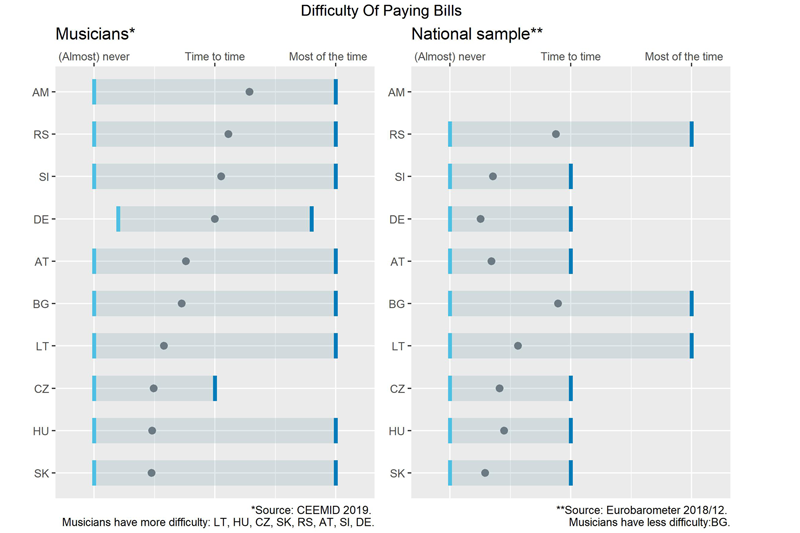 Difficulty Of Paying Bills
Musicians*
(Almost) never Time to time Most of the time
AM
RS
SI
DE
AT
BG
LT
CZ
HU
SK
*Source: CEEMID 2019.
Musicians have more difficulty: LT, HU, CZ, SK, RS, AT, SI, DE.
National sample**
(Almost) never Time to time Most of the time
AM
RS
SI
DE
AT
BG
LT
CZ
HU
SK
**Source: Eurobarometer 2018/12.
Musicians have less difficulty:BG.